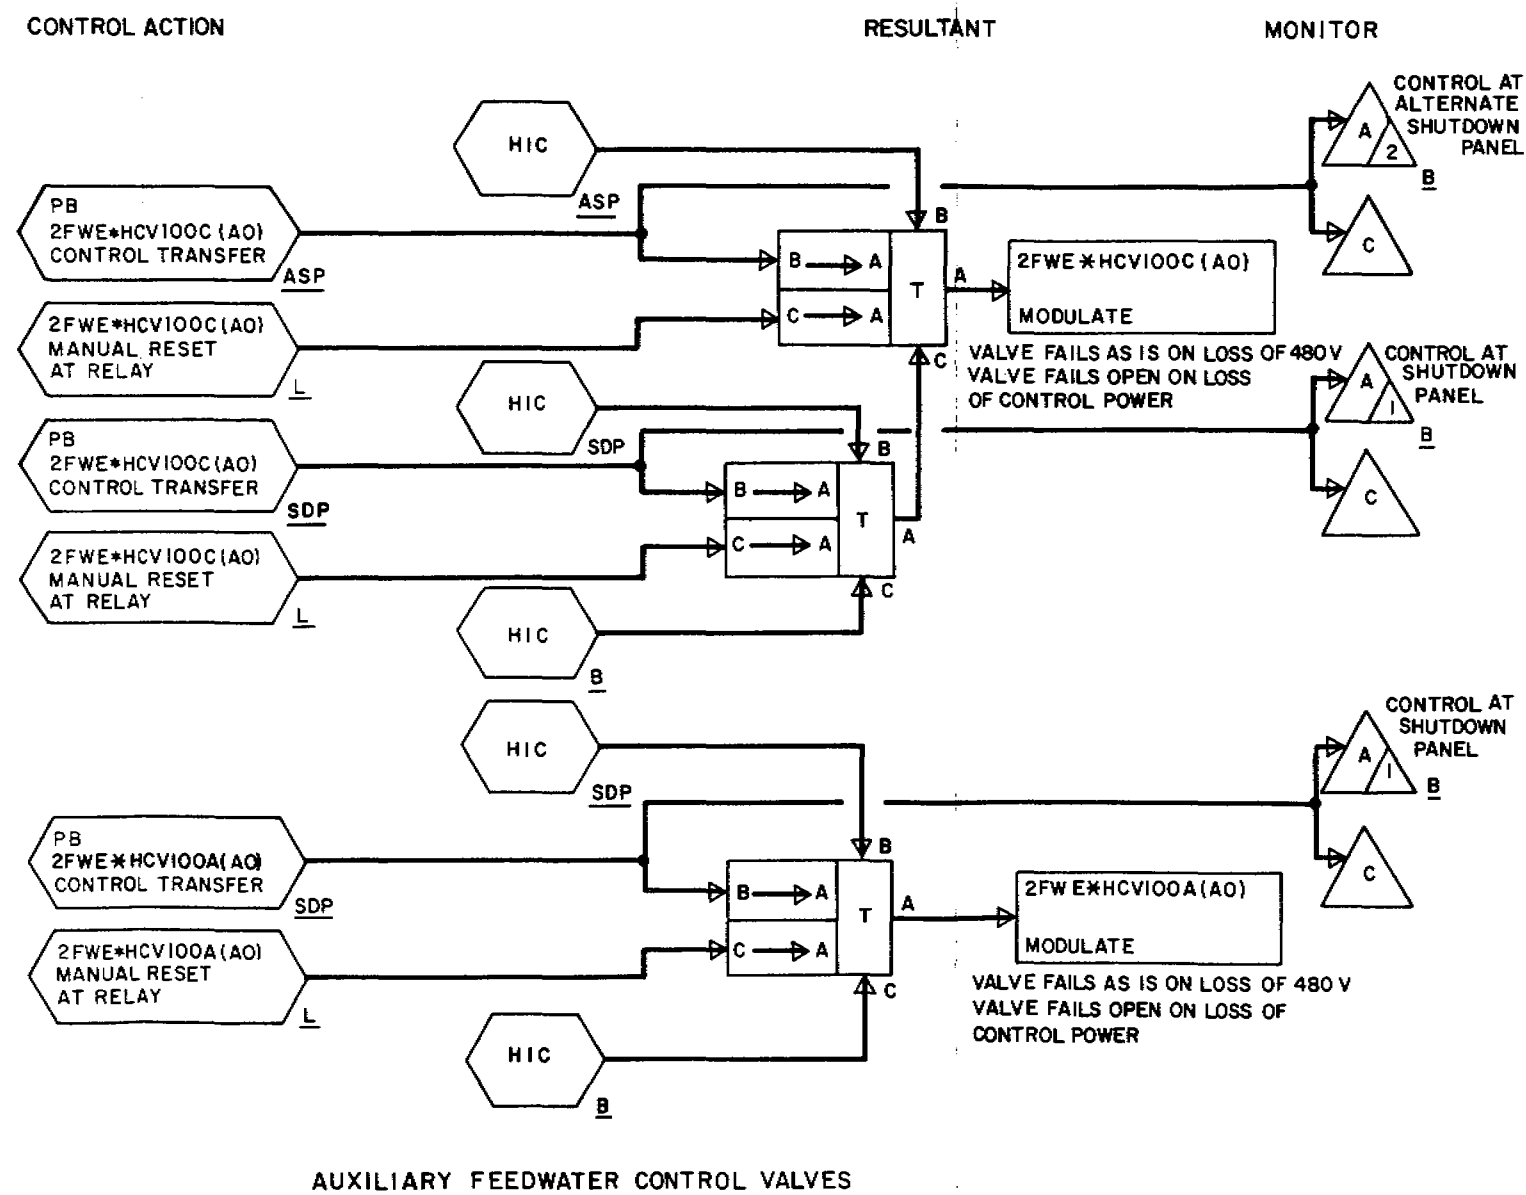 CONTROL ACTION
RESULTANT
MONITOR
CONTROL AT
ALTERNATE
SHUTDOWN
PANEL
HIC
ASP
A
2
B
C
PB
2FWE*HCV100C(AO)
CONTROL TRANSFER
ASP
B
B A
C A
T
A
C
2FWE*HCV100C(AO)
MODULATE
2FWE*HCV100C(AO)
MANUAL RESET
AT RELAY
L
VALVE FAILS AS IS ON LOSS OF 480V
VALVE FAILS OPEN ON LOSS
OF CONTROL POWER
CONTROL AT
SHUTDOWN
PANEL
A
1
B
C
HIC
SDP
PB
2FWE*HCV100C(AO)
CONTROL TRANSFER
SDP
B
B A
C A
T
A
C
2FWE*HCV100C(AO)
MANUAL RESET
AT RELAY
L
HIC
B
HIC
SDP
CONTROL AT
SHUTDOWN
PANEL
A
1
B
C
PB
2FWE*HCV100A(AO)
CONTROL TRANSFER
SDP
B
B A
C A
T
A
C
2FWE*HCV100A(AO)
MODULATE
2FWE*HCV100A(AO)
MANUAL RESET
AT RELAY
L
VALVE FAILS AS IS ON LOSS OF 480 V
VALVE FAILS OPEN ON LOSS OF
CONTROL POWER
HIC
B
AUXILIARY FEEDWATER CONTROL VALVES